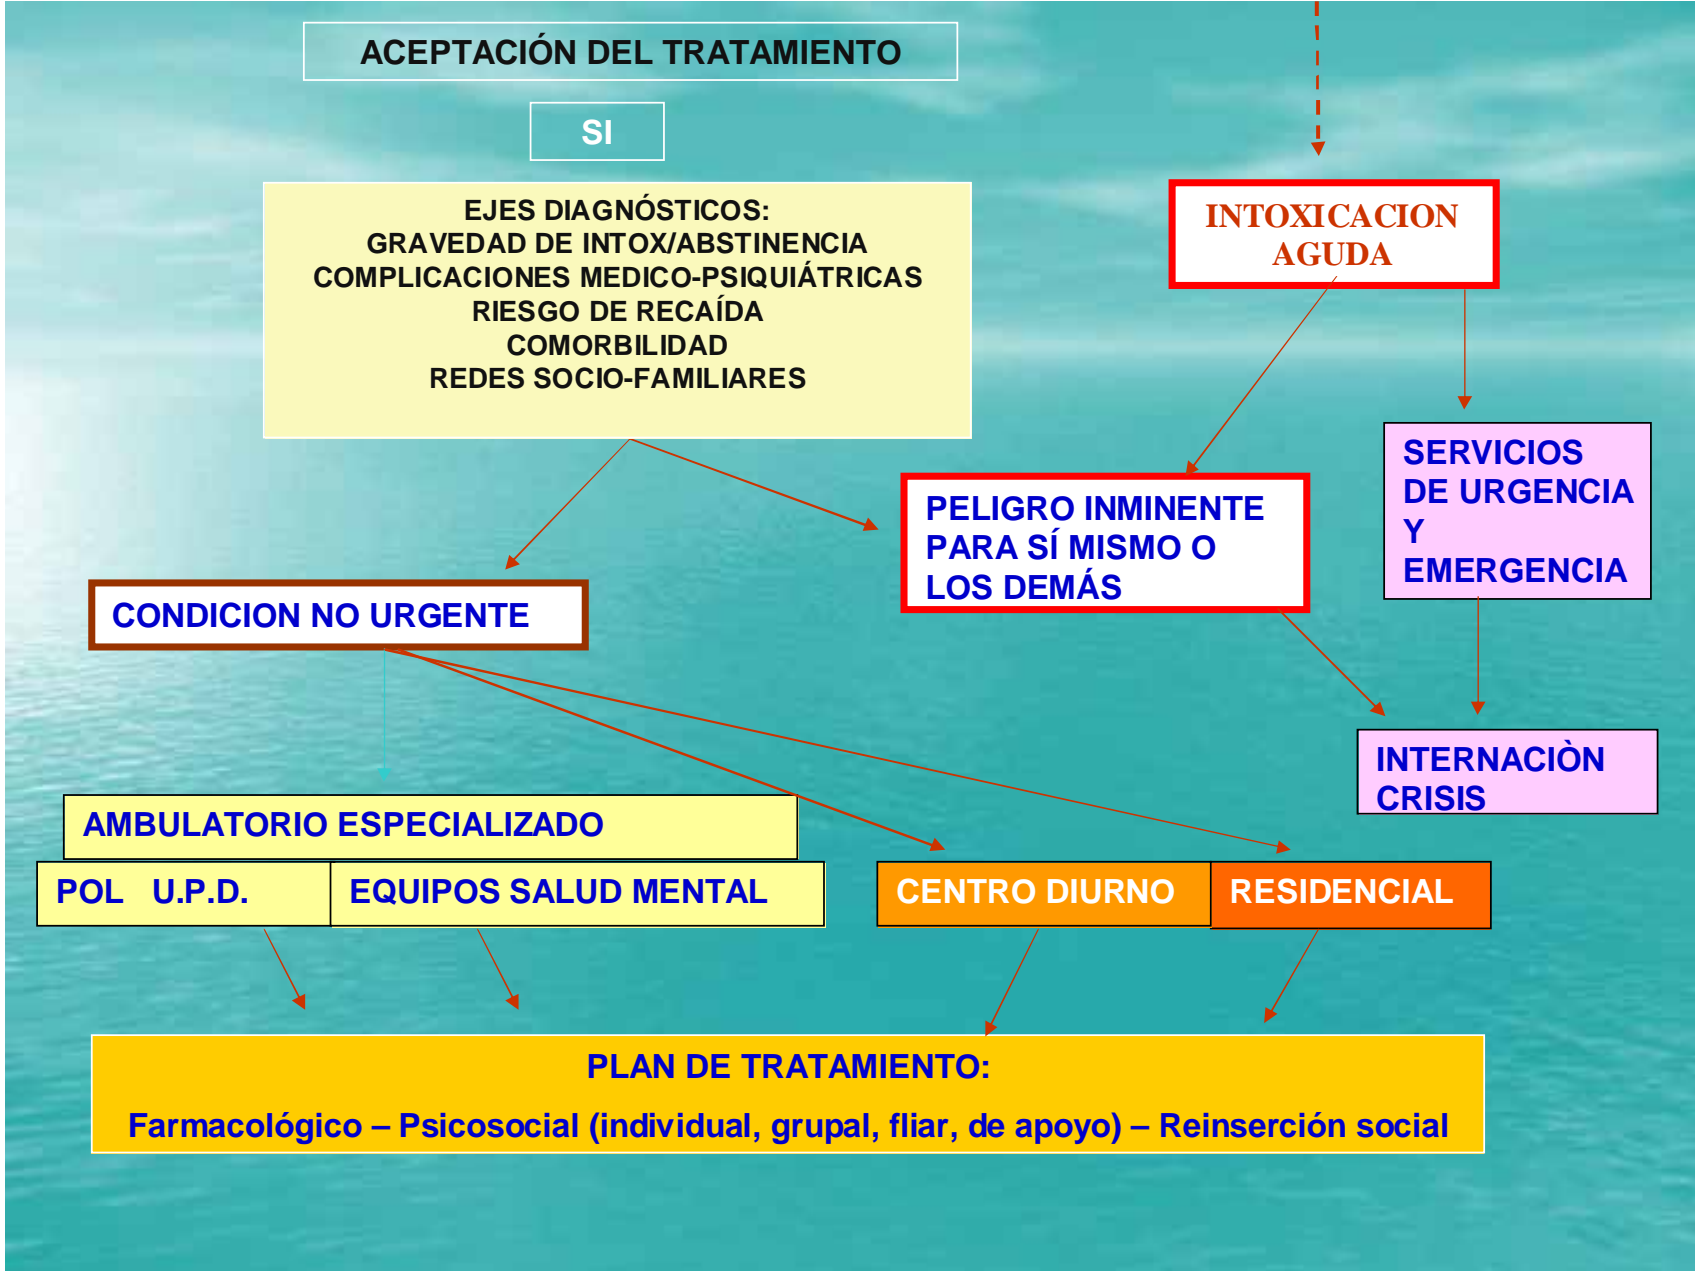 ACEPTACIÓN DEL TRATAMIENTO
SI
EJES DIAGNÓSTICOS:
GRAVEDAD DE INTOX/ABSTINENCIA
COMPLICACIONES MEDICO-PSIQUIÁTRICAS
RIESGO DE RECAÍDA
COMORBILIDAD
REDES SOCIO-FAMILIARES
INTOXICACION
AGUDA
SERVICIOS
DE URGENCIA
Y
EMERGENCIA
PELIGRO INMINENTE
PARA SÍ MISMO O
LOS DEMÁS
CONDICION NO URGENTE
INTERNACIÒN
CRISIS
AMBULATORIO ESPECIALIZADO
POL U.P.D.
EQUIPOS SALUD MENTAL
CENTRO DIURNO
RESIDENCIAL
PLAN DE TRATAMIENTO:
Farmacológico – Psicosocial (individual, grupal, fliar, de apoyo) – Reinserción social